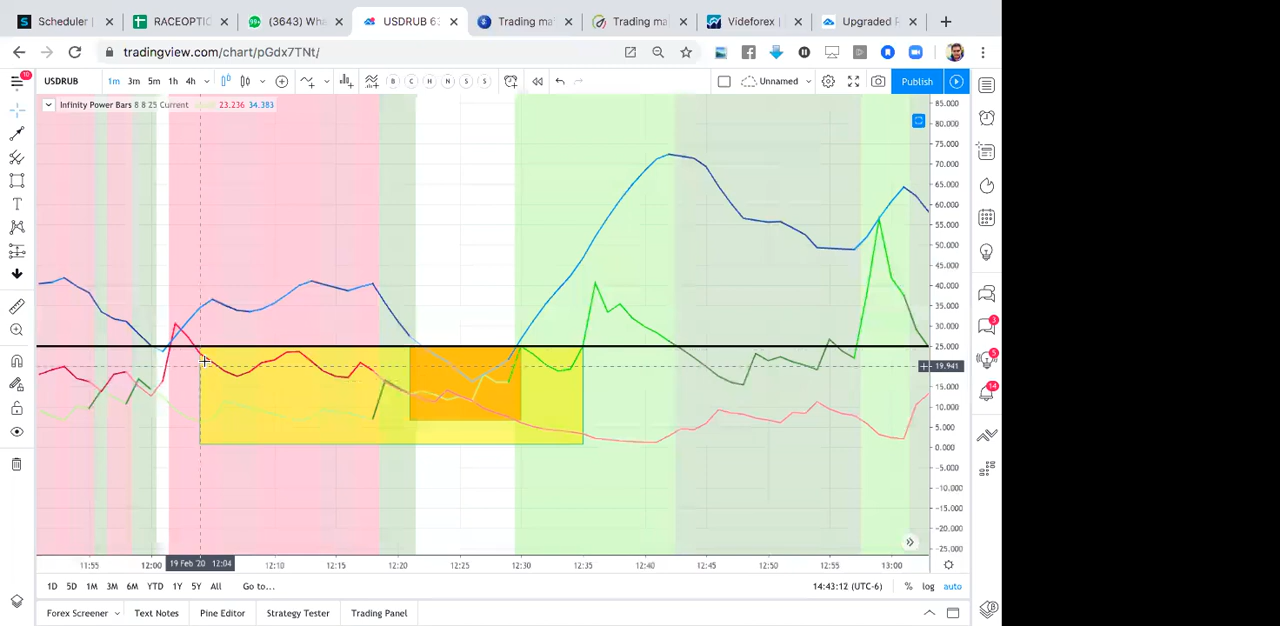 Scheduler
RACEOPTIC
(3643) Wha
USDRUB 63
Trading ma
Trading ma
Videforex |
Upgraded F
tradingview.com/chart/pGdx7TNt/
10
USDRUB
1m 3m 5m 1h 4h
B C H N S S
Unnamed
Publish
Infinity Power Bars 8 8 25 Current 23.236 34.383
85.000
80.000
75.000
70.000
65.000
60.000
55.000
50.000
45.000
40.000
35.000
30.000
25.000
19.941
15.000
10.000
5.000
0.000
-5.000
-10.000
-15.000
-20.000
-25.000
3
5
14
11:55 12:00 19 Feb '20 12:04 12:10 12:15 12:20 12:25 12:30 12:35 12:40 12:45 12:50 12:55 13:00
1D 5D 1M 3M 6M YTD 1Y 5Y All Go to... 14:43:12 (UTC-6) % log auto
Forex Screener Text Notes Pine Editor Strategy Tester Trading Panel